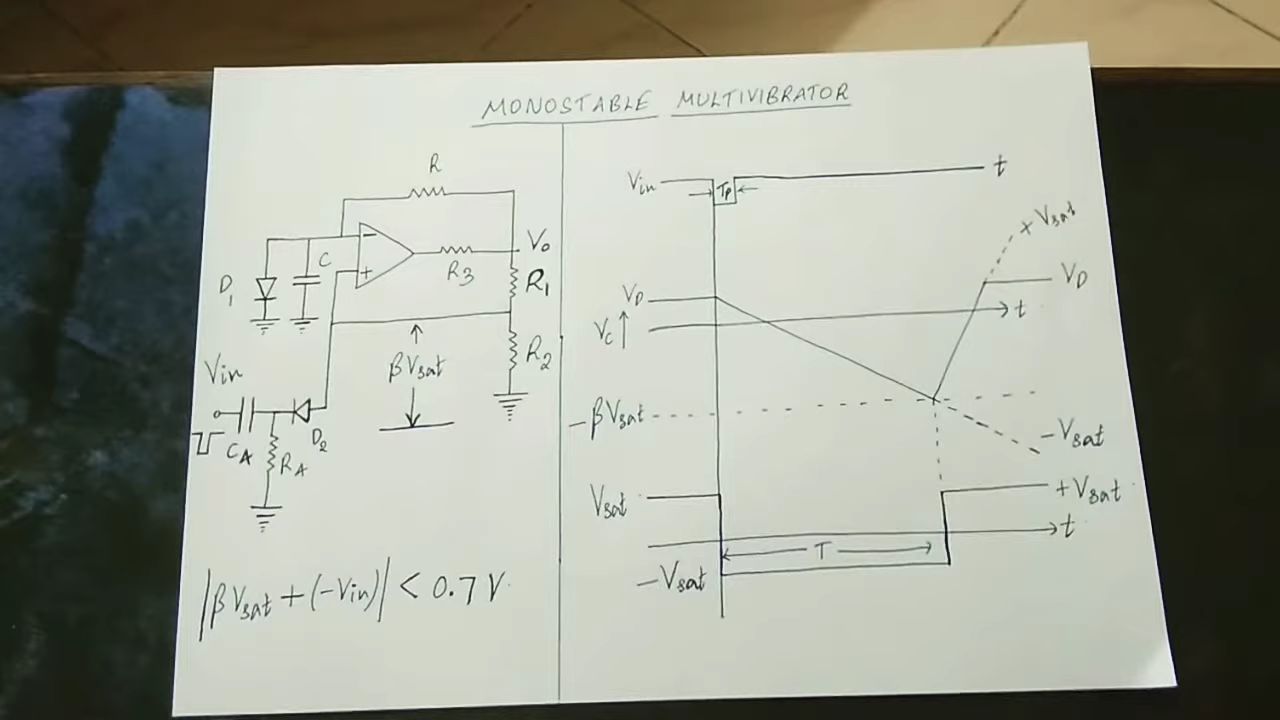 MONOSTABLE MULTIVIBRATOR
R
C
D1
−
+
R3
Vo
R1
R2
βVsat
Vin
CA
RA
D2
|βVsat + (-Vin)| < 0.7 V
Vin
Tp
t
+Vsat
VD
VD
t
Vc
-βVsat
-Vsat
Vsat
+Vsat
t
T
-Vsat